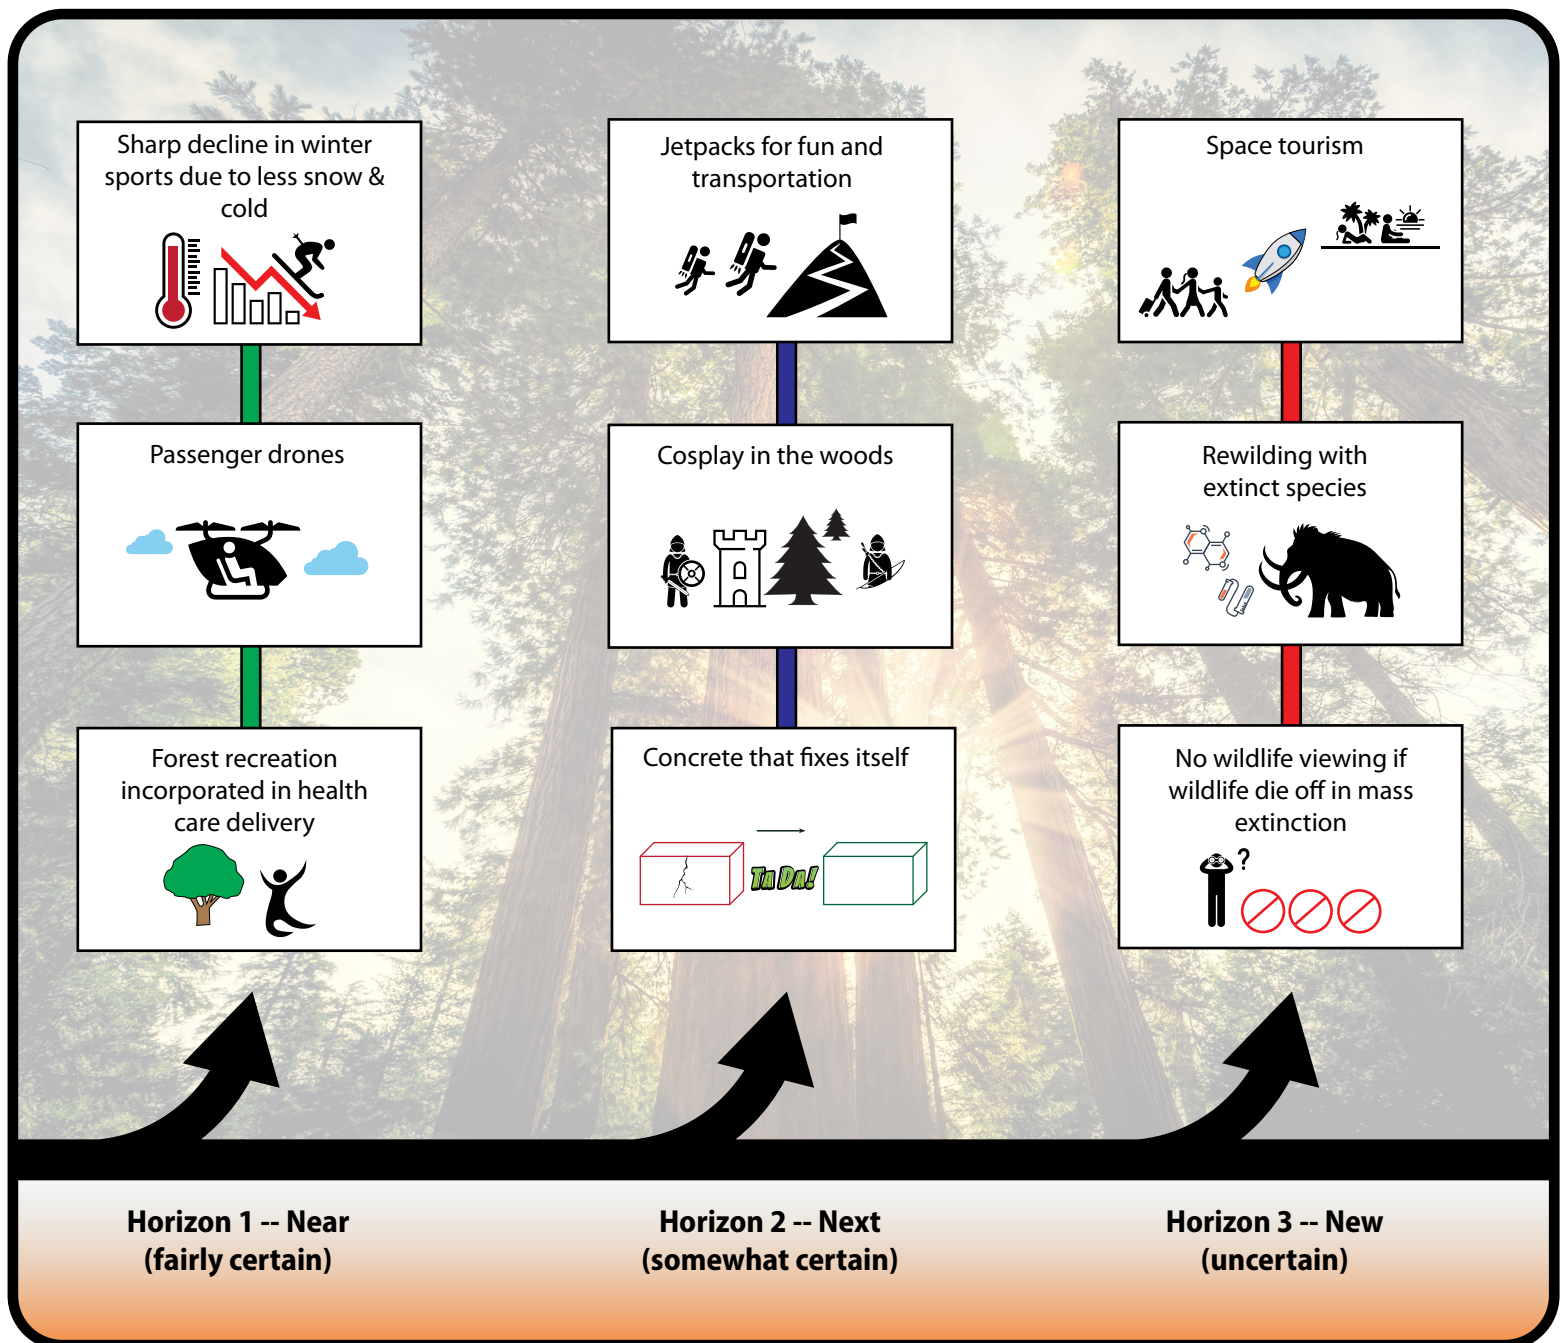 Sharp decline in winter
sports due to less snow &
cold
Passenger drones
Forest recreation
incorporated in health
care delivery
Jetpacks for fun and
transportation
Cosplay in the woods
Concrete that fixes itself
Ta Da!
Space tourism
Rewilding with
extinct species
No wildlife viewing if
wildlife die off in mass
extinction
?
Horizon 1 -- Near
(fairly certain)
Horizon 2 -- Next
(somewhat certain)
Horizon 3 -- New
(uncertain)